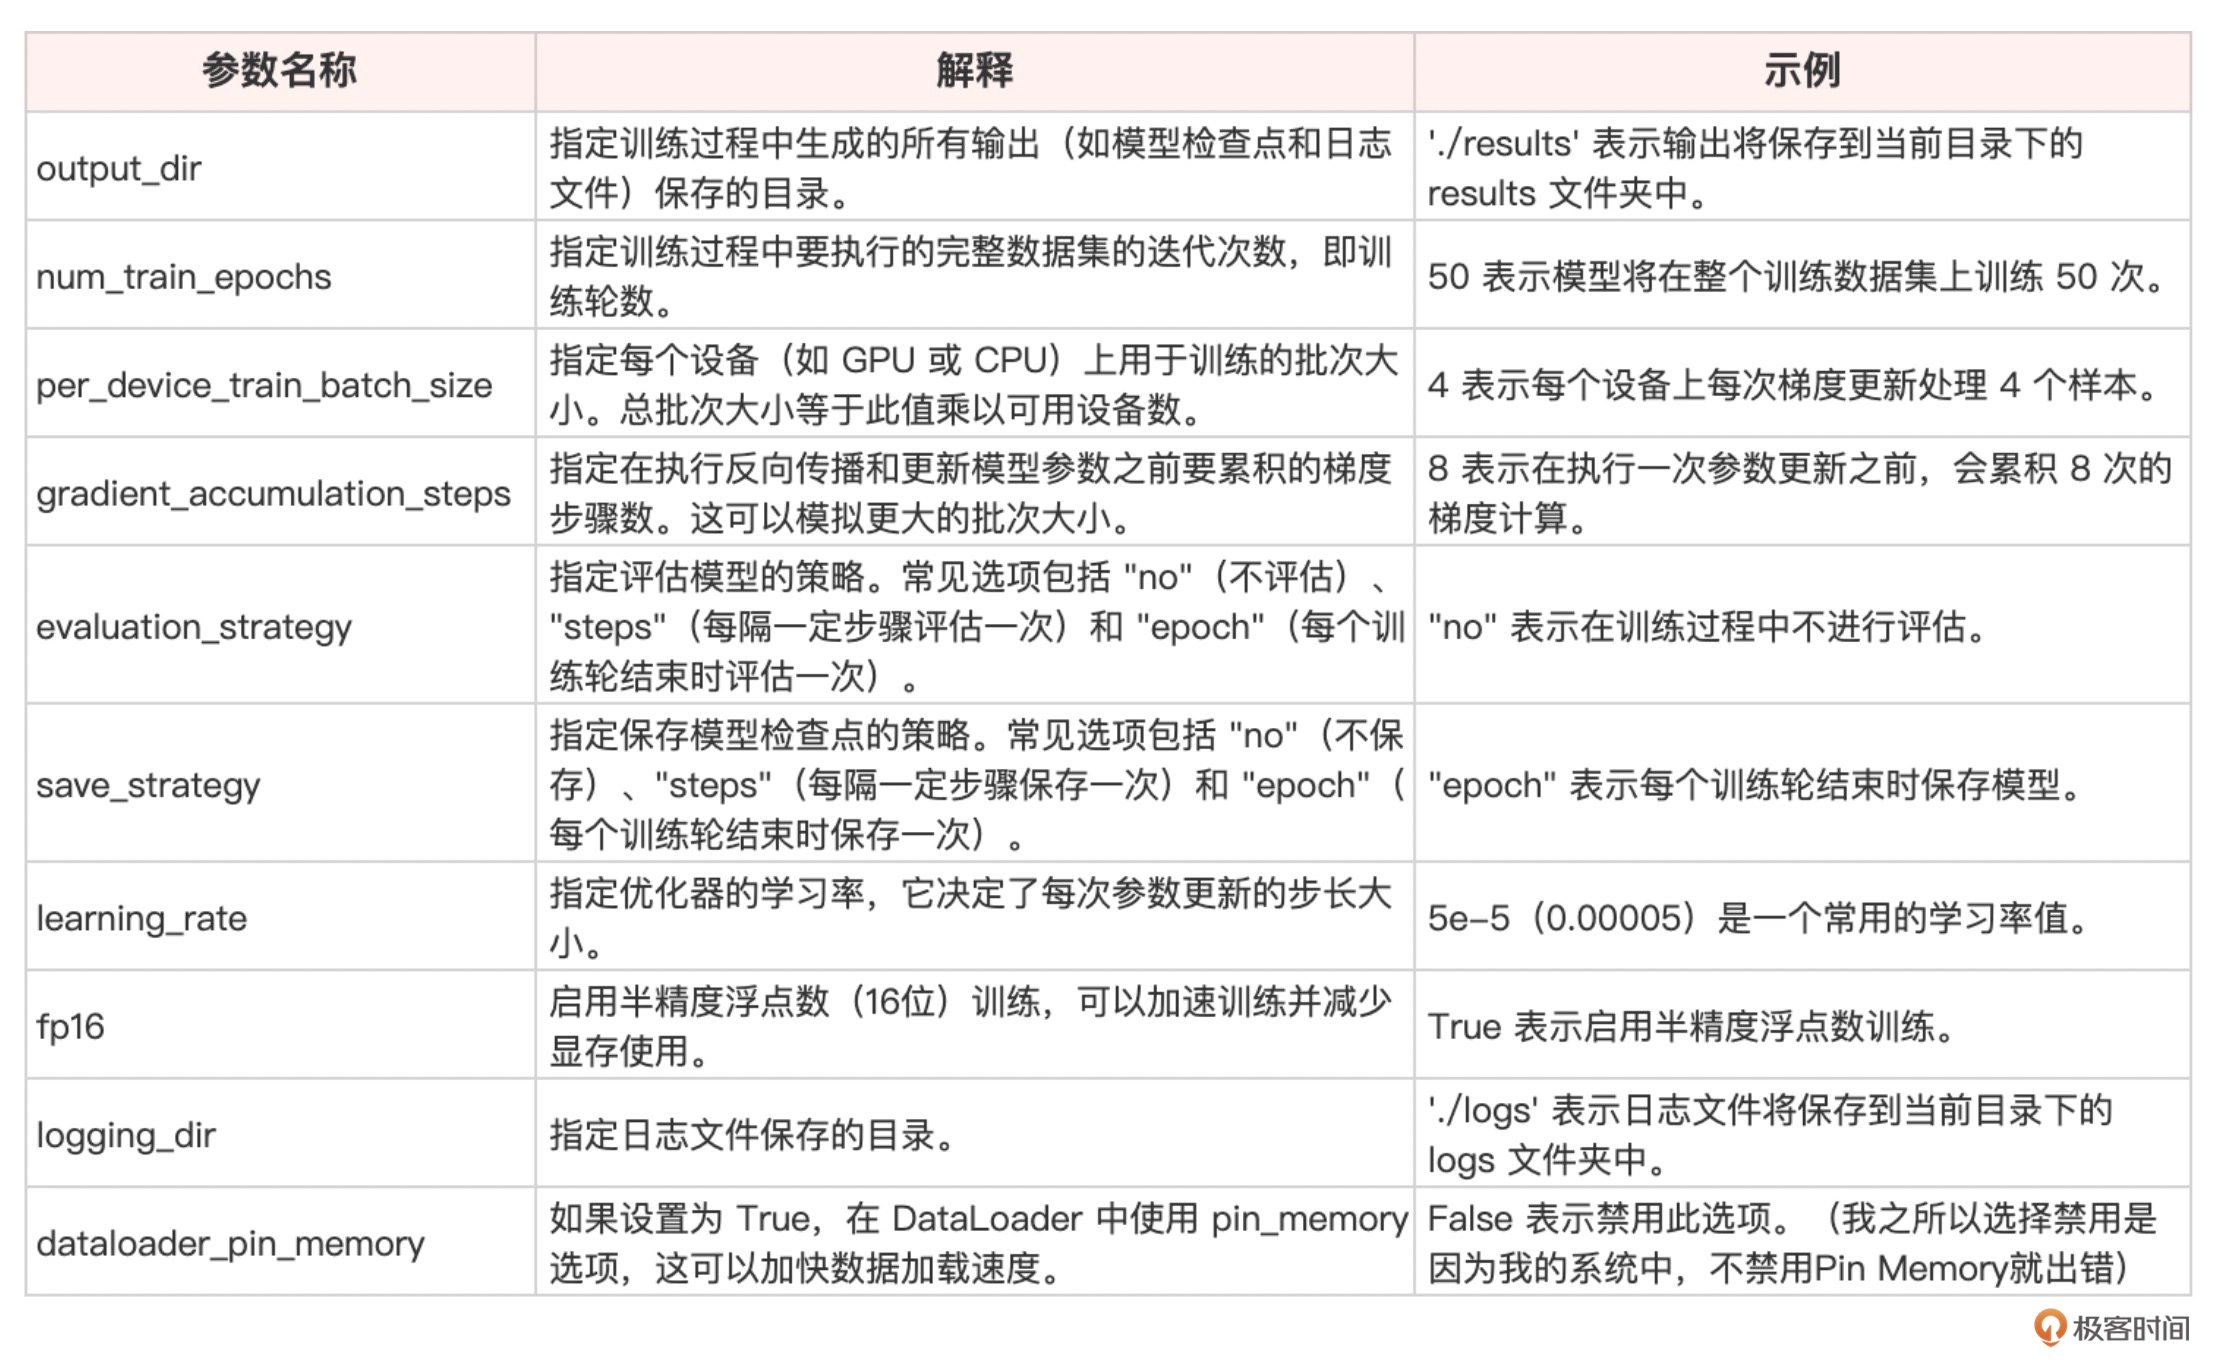 参数名称
解释
示例
output_dir
指定训练过程中生成的所有输出（如模型检查点和日志
文件）保存的目录。
'./results' 表示输出将保存到当前目录下的
results 文件夹中。
num_train_epochs
指定训练过程中要执行的完整数据集的迭代次数，即训
练轮数。
50 表示模型将在整个训练数据集上训练 50 次。
per_device_train_batch_size
指定每个设备（如 GPU 或 CPU）上用于训练的批次大
小。总批次大小等于此值乘以可用设备数。
4 表示每个设备上每次梯度更新处理 4 个样本。
gradient_accumulation_steps
指定在执行反向传播和更新模型参数之前要累积的梯度
步骤数。这可以模拟更大的批次大小。
8 表示在执行一次参数更新之前，会累积 8 次的
梯度计算。
evaluation_strategy
指定评估模型的策略。常见选项包括 "no"（不评估）、
"steps"（每隔一定步骤评估一次）和 "epoch"（每个训
练轮结束时评估一次）。
"no" 表示在训练过程中不进行评估。
save_strategy
指定保存模型检查点的策略。常见选项包括 "no"（不保
存）、"steps"（每隔一定步骤保存一次）和 "epoch"（
每个训练轮结束时保存一次）。
"epoch" 表示每个训练轮结束时保存模型。
learning_rate
指定优化器的学习率，它决定了每次参数更新的步长大
小。
5e-5（0.00005）是一个常用的学习率值。
fp16
启用半精度浮点数（16位）训练，可以加速训练并减少
显存使用。
True 表示启用半精度浮点数训练。
logging_dir
指定日志文件保存的目录。
'./logs' 表示日志文件将保存到当前目录下的
logs 文件夹中。
dataloader_pin_memory
如果设置为 True，在 DataLoader 中使用 pin_memory
选项，这可以加快数据加载速度。
False 表示禁用此选项。（我之所以选择禁用是
因为我的系统中，不禁用Pin Memory就出错）
极客时间